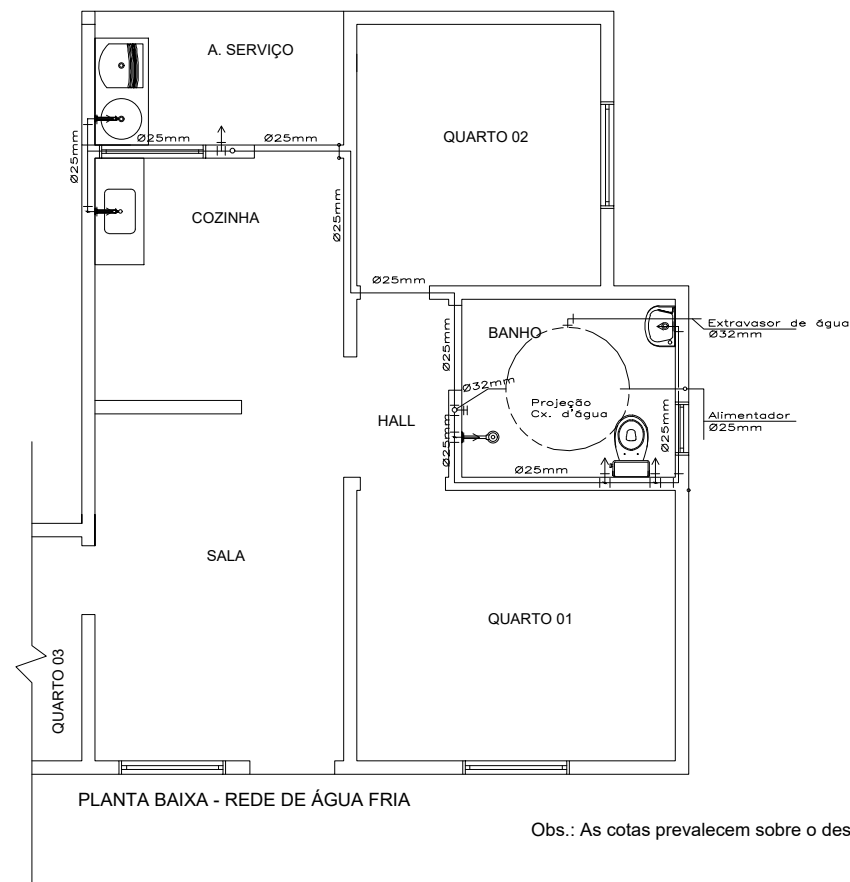 A. SERVIÇO
Ø25mm
Ø25mm
QUARTO 02
Ø25mm
COZINHA
Ø25mm
Ø25mm
BANHO
Extravasor de água
Ø32mm
Ø25mm
Ø32mm
Projeção
Cx. d'água
HALL
Alimentador
Ø25mm
Ø25mm
Ø25mm
Ø25mm
SALA
QUARTO 01
QUARTO 03
PLANTA BAIXA - REDE DE ÁGUA FRIA
Obs.: As cotas prevalecem sobre o des